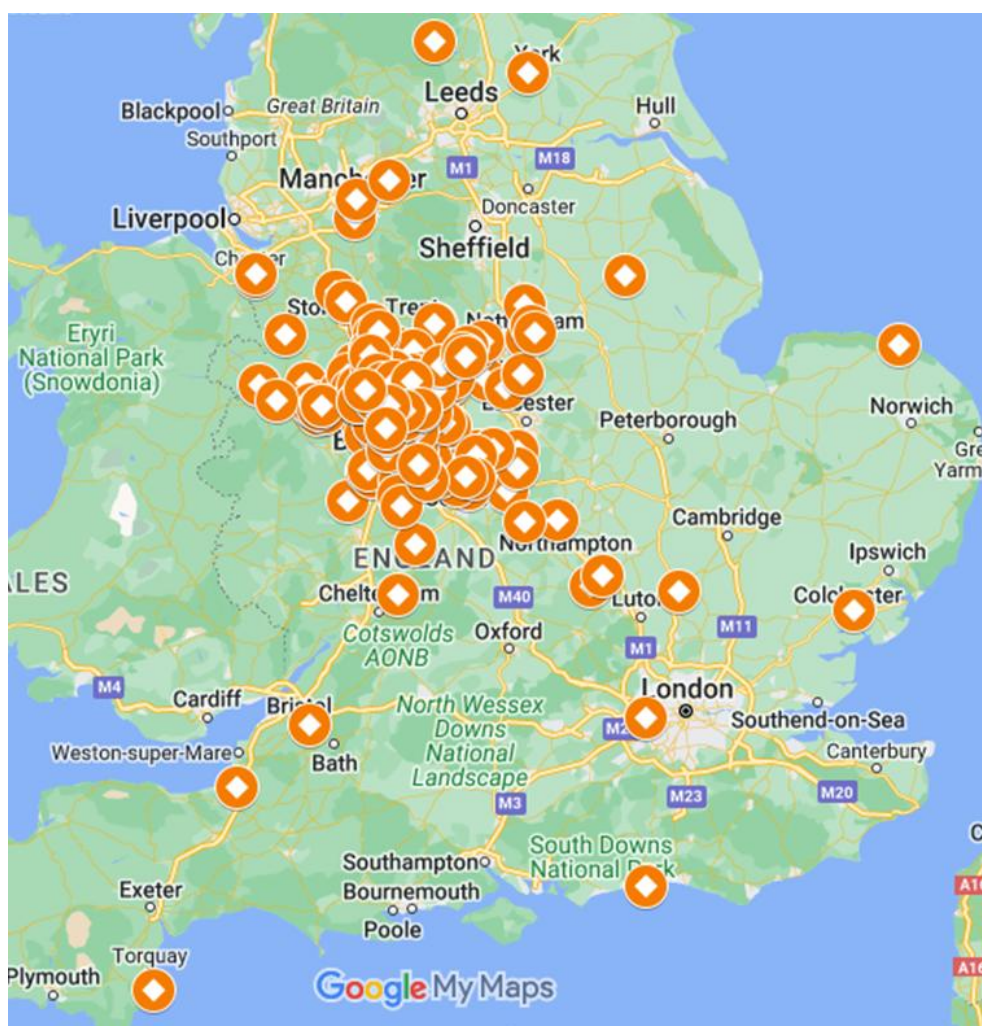 York
Leeds
Blackpool
Great Britain
Hull
Southport
M1
M18
Manchester
Doncaster
Liverpool
Sheffield
Eryri
National Park
(Snowdonia)
Norwich
Peterborough
Cambridge
Northampton
Ipswich
ENGLAND
ALES
M40
Oxford
Cotswolds
AONB
M11
M1
M4
Cardiff
Bristol
North Wessex
Downs
National
Landscape
London
Southend-on-Sea
Weston-super-Mare
Bath
Canterbury
M3
M23
M20
South Downs
National Park
Southampton
Exeter
Bournemouth
Poole
Torquay
Plymouth
A16
A16
Google My Maps